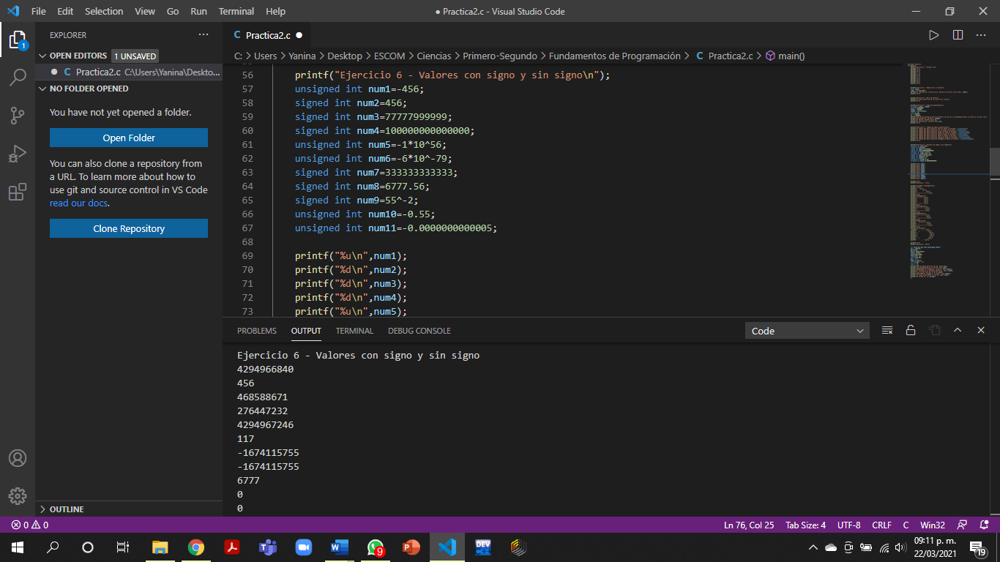 File Edit Selection View Go Run Terminal Help
● Practica2.c - Visual Studio Code
EXPLORER
OPEN EDITORS 1 UNSAVED
Practica2.c C:\Users\Yanina\Deskto...
NO FOLDER OPENED
You have not yet opened a folder.
Open Folder
You can also clone a repository from
a URL. To learn more about how to
use git and source control in VS Code
read our docs.
Clone Repository
OUTLINE
1
Practica2.c
C: > Users > Yanina > Desktop > ESCOM > Ciencias > Primero-Segundo > Fundamentos de Programación > C Practica2.c > main()
56 printf("Ejercicio 6 - Valores con signo y sin signo\n");
57 unsigned int num1=-456;
58 signed int num2=456;
59 signed int num3=77777999999;
60 signed int num4=100000000000000;
61 unsigned int num5=-1*10^56;
62 unsigned int num6=-6*10^-79;
63 signed int num7=333333333333;
64 signed int num8=6777.56;
65 signed int num9=55^-2;
66 unsigned int num10=-0.55;
67 unsigned int num11=-0.0000000000005;
68
69 printf("%u\n",num1);
70 printf("%d\n",num2);
71 printf("%d\n",num3);
72 printf("%d\n",num4);
73 printf("%u\n",num5);
PROBLEMS OUTPUT TERMINAL DEBUG CONSOLE
Code
Ejercicio 6 - Valores con signo y sin signo
4294966840
456
468588671
276447232
4294967246
117
-1674115755
-1674115755
6777
0
0
0 0
Ln 76, Col 25 Tab Size: 4 UTF-8 CRLF C Win32
DEV
9
09:11 p. m.
22/03/2021
19